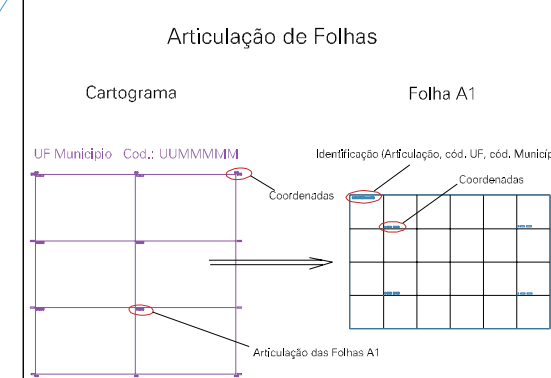 Articulação de Folhas
Cartograma
Folha A1
UF Municipio Cod.: UUMMMMM
Identificação (Articulação, cód. UF, cód. Municíp
Coordenadas
Coordenadas
Articulação das Folhas A1